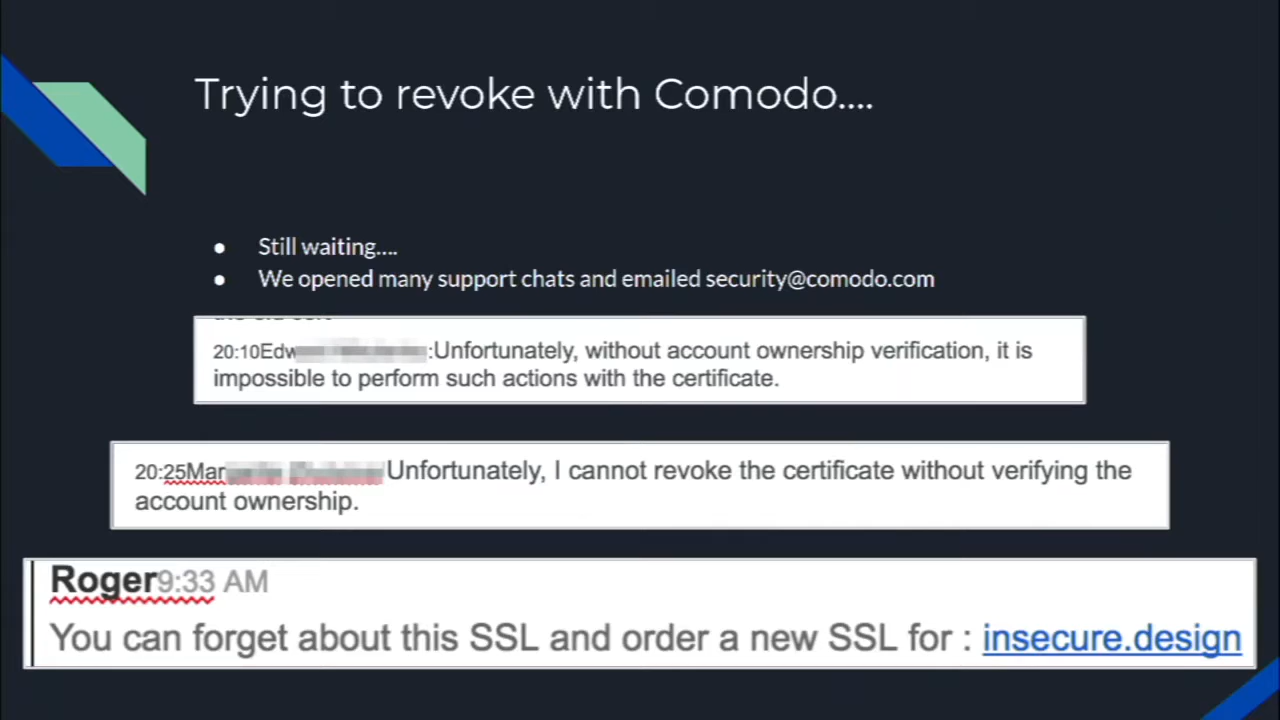 Trying to revoke with Comodo....
● Still waiting....
● We opened many support chats and emailed security@comodo.com
20:10Edw :Unfortunately, without account ownership verification, it is
impossible to perform such actions with the certificate.
20:25Mar Unfortunately, I cannot revoke the certificate without verifying the
account ownership.
Roger9:33 AM
You can forget about this SSL and order a new SSL for : insecure.design